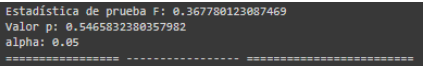 Estadística de prueba F: 0.367780123087469
Valor p: 0.5465832380357982
alpha: 0.05
================= ----------------- =========================